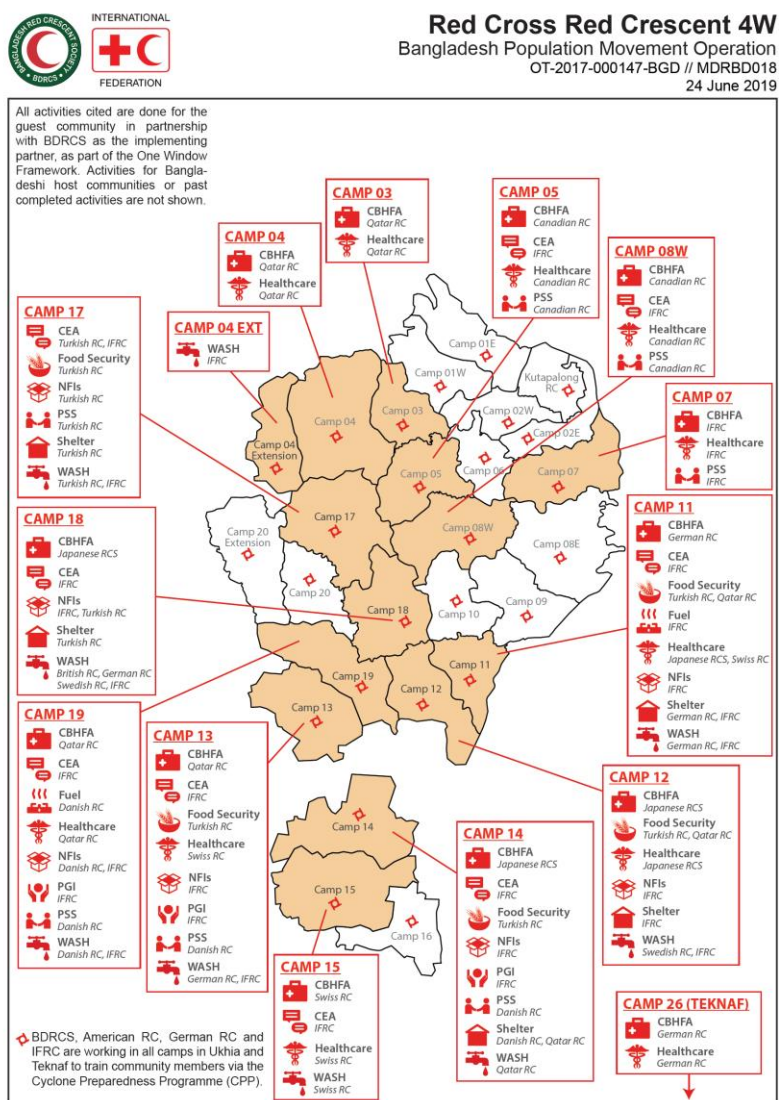 BANGLADESH RED CRESCENT SOCIETY
BDRCS
INTERNATIONAL
FEDERATION
Red Cross Red Crescent 4W
Bangladesh Population Movement Operation
OT-2017-000147-BGD // MDRBD018
24 June 2019
All activities cited are done for the
guest community in partnership
with BDRCS as the implementing
partner, as part of the One Window
Framework. Activities for Bangla-
deshi host communities or past
completed activities are not shown.
CAMP 03
CBHFA
Qatar RC
Healthcare
Qatar RC
CAMP 04
CBHFA
Qatar RC
Healthcare
Qatar RC
CAMP 04 EXT
WASH
IFRC
CAMP 05
CBHFA
Canadian RC
CEA
IFRC
Healthcare
Canadian RC
PSS
Canadian RC
CAMP 08W
CBHFA
Canadian RC
CEA
IFRC
Healthcare
Canadian RC
PSS
Canadian RC
CAMP 07
CBHFA
IFRC
Healthcare
IFRC
PSS
IFRC
CAMP 17
CEA
Turkish RC, IFRC
Food Security
Turkish RC
NFIs
Turkish RC
PSS
Turkish RC
Shelter
Turkish RC
WASH
Turkish RC, IFRC
CAMP 18
CBHFA
Japanese RCS
CEA
IFRC
NFIs
IFRC, Turkish RC
Shelter
Turkish RC
WASH
British RC, German RC
Swedish RC, IFRC
CAMP 11
CBHFA
German RC
CEA
IFRC
Food Security
Turkish RC, Qatar RC
Fuel
IFRC
Healthcare
Japanese RCS, Swiss RC
NFIs
IFRC
Shelter
German RC, IFRC
WASH
German RC, IFRC
Camp 01E
Camp 01W
Kutapalong
RC
Camp 02W
Camp 02E
Camp 03
Camp 04
Camp 04
Extension
Camp 05
Camp 06
Camp 07
Camp 17
Camp 08W
Camp 08E
Camp 20
Extension
Camp 20
Camp 18
Camp 10
Camp 09
Camp 11
Camp 19
Camp 12
Camp 13
Camp 14
Camp 15
Camp 16
CAMP 19
CBHFA
Qatar RC
CEA
IFRC
Fuel
Danish RC
Healthcare
Qatar RC
NFIs
Danish RC, IFRC
PGI
IFRC
PSS
Danish RC
WASH
Danish RC, IFRC
CAMP 13
CBHFA
Qatar RC
CEA
IFRC
Food Security
Turkish RC
Healthcare
Swiss RC
NFIs
IFRC
PGI
IFRC
PSS
Danish RC
WASH
German RC, IFRC
CAMP 12
CBHFA
Japanese RCS
Food Security
Turkish RC, Qatar RC
Healthcare
Japanese RCS
NFIs
IFRC
Shelter
IFRC
WASH
Swedish RC, IFRC
CAMP 14
CBHFA
Japanese RCS
CEA
IFRC
Food Security
Turkish RC
NFIs
IFRC
PGI
IFRC
PSS
Danish RC
Shelter
Danish RC, Qatar RC
WASH
Qatar RC
CAMP 15
CBHFA
Swiss RC
CEA
IFRC
Healthcare
Swiss RC
WASH
Swiss RC
CAMP 26 (TEKNAF)
CBHFA
German RC
Healthcare
German RC
BDRCS, American RC, German RC and
IFRC are working in all camps in Ukhia and
Teknaf to train community members via the
Cyclone Preparedness Programme (CPP).